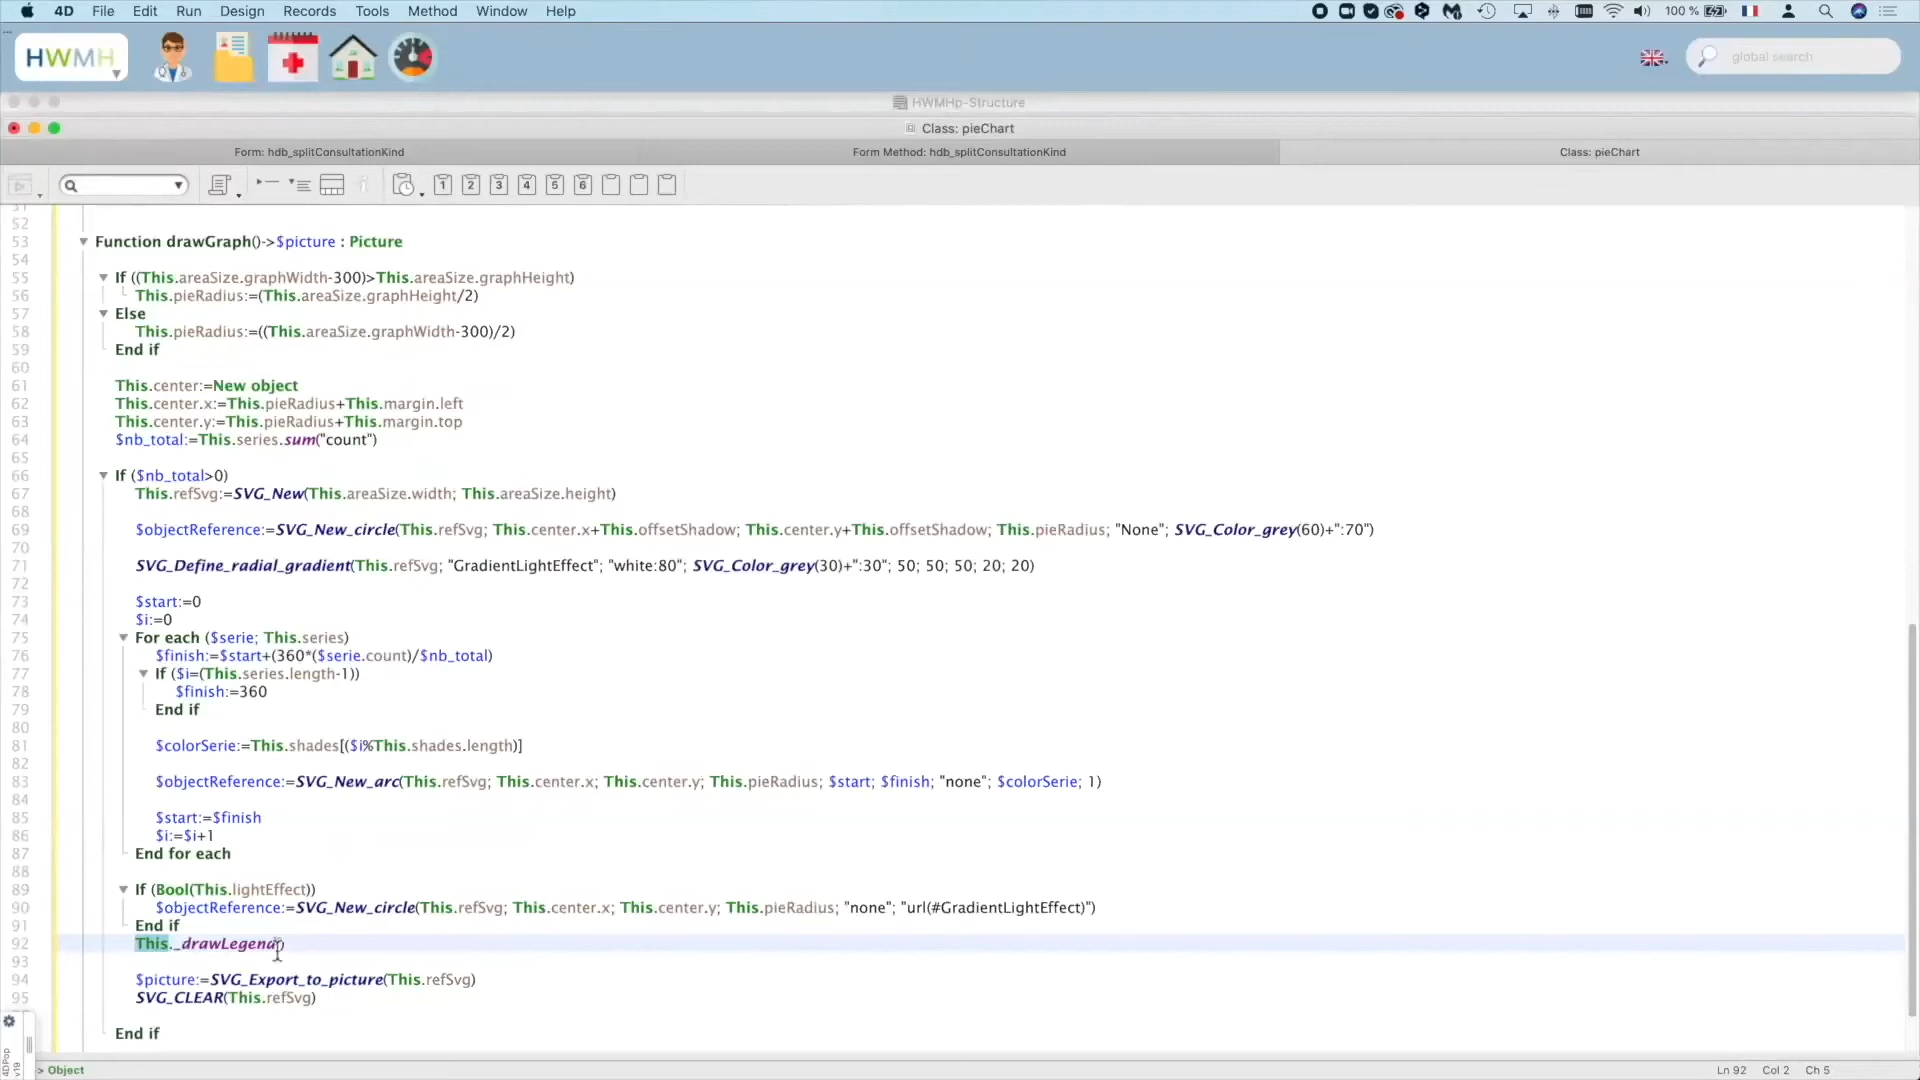 4D File Edit Run Design Records Tools Method Window Help 100 %
HWMH global search
HWMHp-Structure
Class: pieChart
Form: hdb_splitConsultationKind Form Method: hdb_splitConsultationKind Class: pieChart
1 2 3 4 5 6
51
52
53 Function drawGraph()->$picture : Picture
54
55 If ((This.areaSize.graphWidth-300)>This.areaSize.graphHeight)
56 This.pieRadius:=(This.areaSize.graphHeight/2)
57 Else
58 This.pieRadius:=((This.areaSize.graphWidth-300)/2)
59 End if
60
61 This.center:=New object
62 This.center.x:=This.pieRadius+This.margin.left
63 This.center.y:=This.pieRadius+This.margin.top
64 $nb_total:=This.series.sum("count")
65
66 If ($nb_total>0)
67 This.refSvg:=SVG_New(This.areaSize.width; This.areaSize.height)
68
69 $objectReference:=SVG_New_circle(This.refSvg; This.center.x+This.offsetShadow; This.center.y+This.offsetShadow; This.pieRadius; "None"; SVG_Color_grey(60)+":70")
70
71 SVG_Define_radial_gradient(This.refSvg; "GradientLightEffect"; "white:80"; SVG_Color_grey(30)+":30"; 50; 50; 50; 20; 20)
72
73 $start:=0
74 $i:=0
75 For each ($serie; This.series)
76 $finish:=$start+(360*($serie.count)/$nb_total)
77 If ($i=(This.series.length-1))
78 $finish:=360
79 End if
80
81 $colorSerie:=This.shades[($i%This.shades.length)]
82
83 $objectReference:=SVG_New_arc(This.refSvg; This.center.x; This.center.y; This.pieRadius; $start; $finish; "none"; $colorSerie; 1)
84
85 $start:=$finish
86 $i:=$i+1
87 End for each
88
89 If (Bool(This.lightEffect))
90 $objectReference:=SVG_New_circle(This.refSvg; This.center.x; This.center.y; This.pieRadius; "none"; "url(#GradientLightEffect)")
91 End if
92 This._drawLegend()
93
94 $picture:=SVG_Export_to_picture(This.refSvg)
95 SVG_CLEAR(This.refSvg)
End if
4DPop v19
> Object Ln 92 Col 2 Ch 5